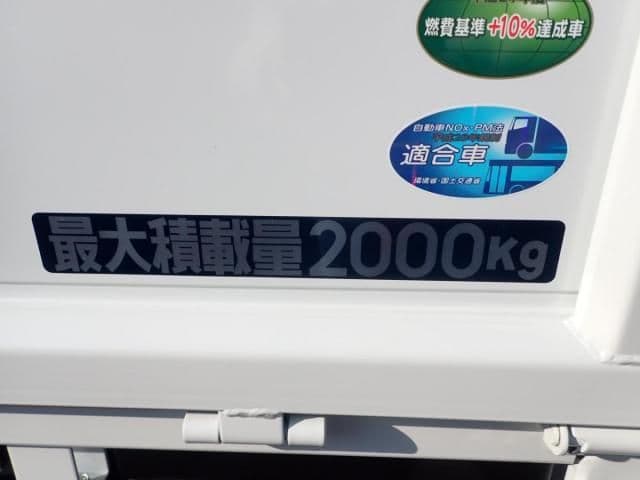 燃費基準+10%達成車
自動車NOx・PM法
適合車
環境省・国土交通省
最大積載量2000Kg